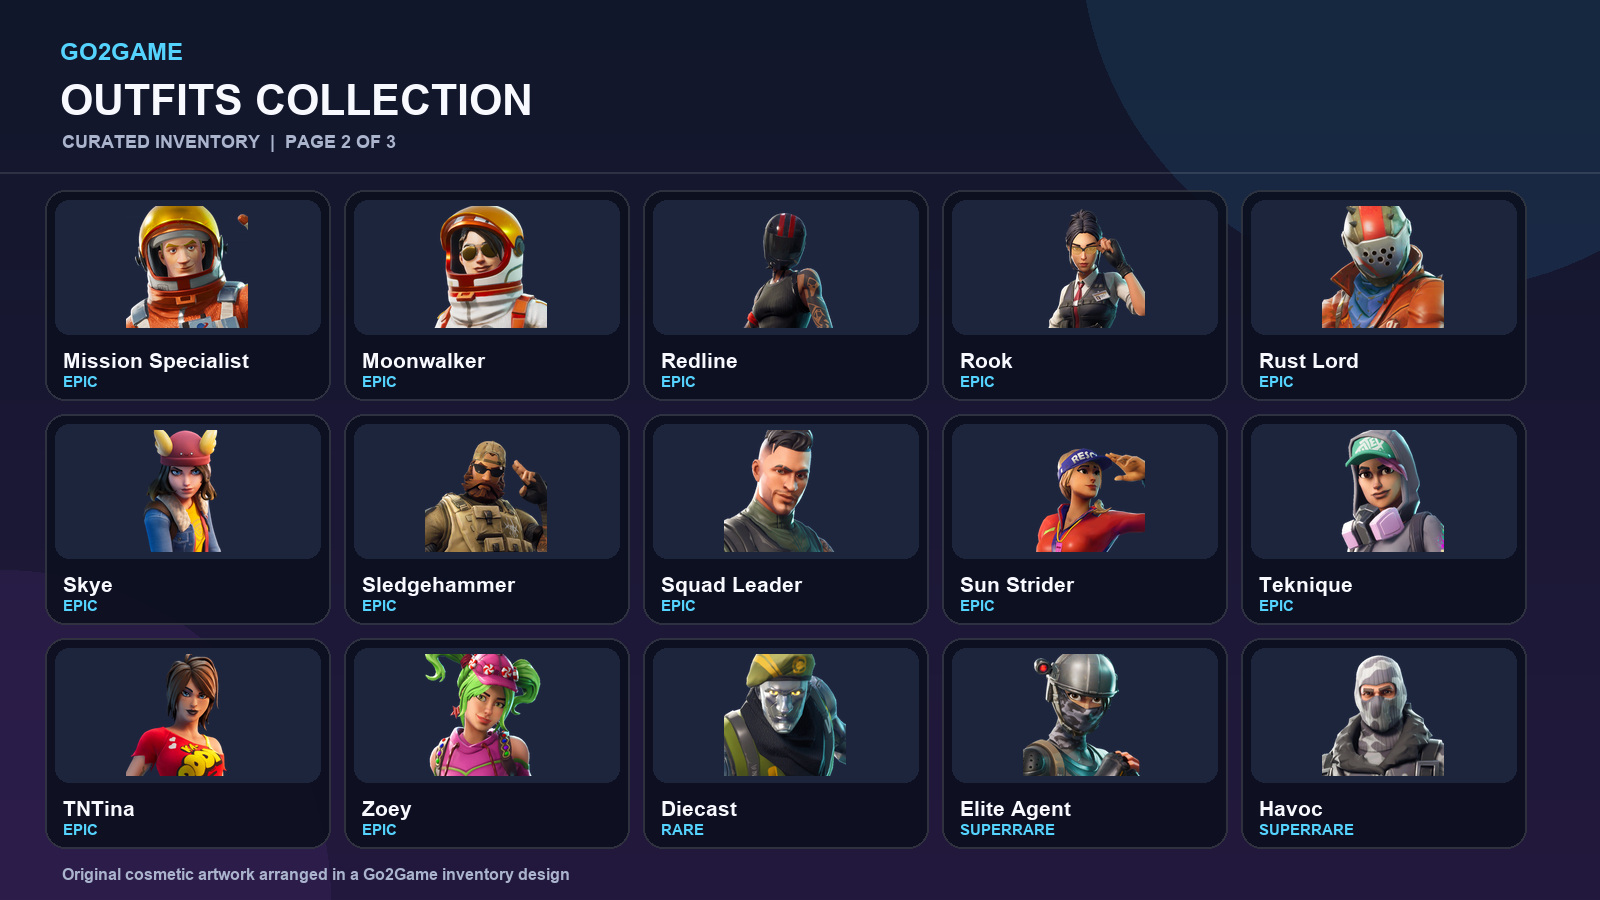 GO2GAME
OUTFITS COLLECTION
CURATED INVENTORY | PAGE 2 OF 3
Mission Specialist
EPIC
Moonwalker
EPIC
Redline
EPIC
Rook
EPIC
Rust Lord
EPIC
Skye
EPIC
Sledgehammer
EPIC
Squad Leader
EPIC
Sun Strider
EPIC
Teknique
EPIC
TNTina
EPIC
Zoey
EPIC
Diecast
RARE
Elite Agent
SUPERRARE
Havoc
SUPERRARE
Original cosmetic artwork arranged in a Go2Game inventory design